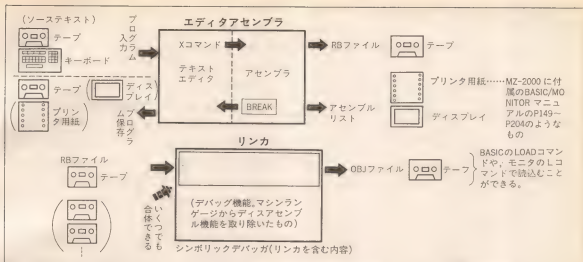 (ソーステキスト)
テープ
キーボード
プログラム
入力
エディタアセンブラ
Xコマンド
テキスト
エディタ
アセンブラ
BREAK
RBファイル
テープ
テープ
ディス
プレイ
プリン
タ用紙
プログラ
ム保存
アセンブル
リスト
プリンタ用紙……MZ-2000に付
属のBASIC/MO
NITOR マニュ
アルのP149~
P204のような
もの
ディスプレイ
リンカ
RBファイル
テープ
いくつでも
合体できる
(デバッグ機能、マシンラン
ゲージからディスアセンブ
ル機能を取り除いたもの)
シンボリックデバッガ(リンカを含む内容)
OBJファイル
テープ
BASICのLOADコマン
ドや,モニタのLコ
マンドで読込むこと
ができる。